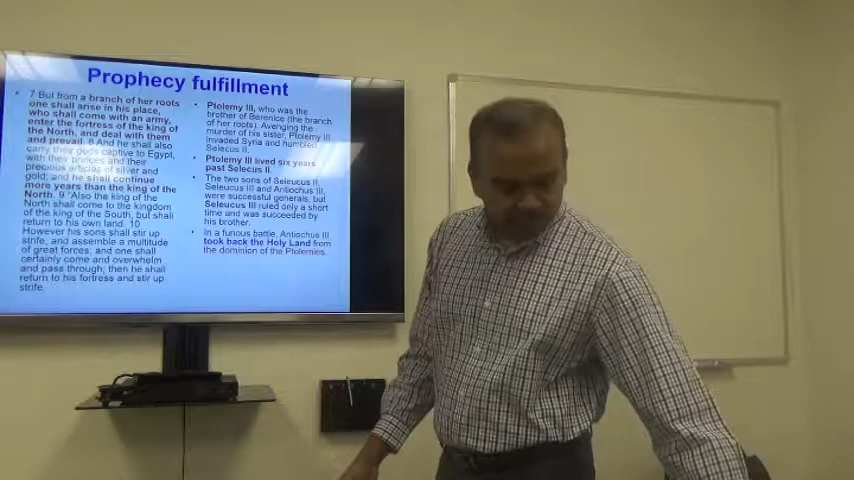 Prophecy fulfillment
• 7 But from a branch of her roots
one shall arise in his place,
who shall come with an army,
enter the fortress of the king of
the North, and deal with them
and prevail. 8 And he shall also
carry their gods captive to Egypt,
with their princes and their
precious articles of silver and
gold; and he shall continue
more years than the king of the
North. 9 "Also the king of the
North shall come to the kingdom
of the king of the South, but shall
return to his own land. 10
However his sons shall stir up
strife, and assemble a multitude
of great forces; and one shall
certainly come and overwhelm
and pass through; then he shall
return to his fortress and stir up
strife.
• Ptolemy III, who was the
brother of Berenice (the branch
of her roots). Avenging the
murder of his sister, Ptolemy III
invaded Syria and humbled
Selecus II.
• Ptolemy III lived six years
past Selecus II.
• The two sons of Seleucus II,
Seleucus III and Antiochus III,
were successful generals, but
Seleucus III ruled only a short
time and was succeeded by
his brother.
• In a furious battle, Antiochus III
took back the Holy Land from
the dominion of the Ptolemies.